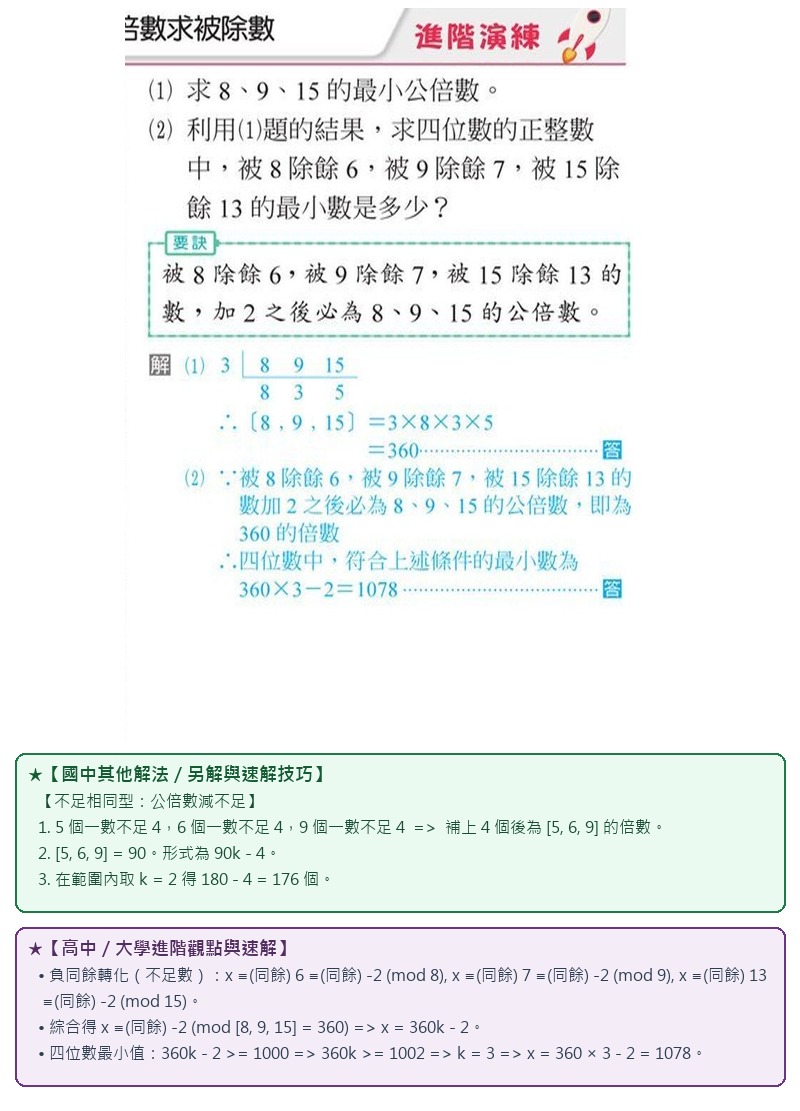 倍數求被除數
進階演練
(1) 求 8、9、15 的最小公倍數。
(2) 利用(1)題的結果，求四位數的正整數
中，被 8 除餘 6，被 9 除餘 7，被 15 除
餘 13 的最小數是多少？
要訣
被 8 除餘 6，被 9 除餘 7，被 15 除餘 13 的
數，加 2 之後必為 8、9、15 的公倍數。
解 (1) 3 8 9 15
8 3 5
∴〔8，9，15〕＝3×8×3×5
＝360⋯⋯⋯⋯⋯⋯⋯⋯⋯⋯答
(2) ∵被 8 除餘 6，被 9 除餘 7，被 15 除餘 13 的
數加 2 之後必為 8、9、15 的公倍數，即為
360 的倍數
∴四位數中，符合上述條件的最小數為
360×3－2＝1078⋯⋯⋯⋯⋯⋯⋯⋯⋯⋯答
★【國中其他解法 / 另解與速解技巧】
【不足相同型：公倍數減不足】
1. 5 個一數不足 4，6 個一數不足 4，9 個一數不足 4 => 補上 4 個後為 [5, 6, 9] 的倍數。
2. [5, 6, 9] = 90。形式為 90k - 4。
3. 在範圍內取 k = 2 得 180 - 4 = 176 個。
★【高中 / 大學進階觀點與速解】
• 負同餘轉化（不足數）：x ≡(同餘) 6 ≡(同餘) -2 (mod 8), x ≡(同餘) 7 ≡(同餘) -2 (mod 9), x ≡(同餘) 13
≡(同餘) -2 (mod 15)。
• 綜合得 x ≡(同餘) -2 (mod [8, 9, 15] = 360) => x = 360k - 2。
• 四位數最小值：360k - 2 >= 1000 => 360k >= 1002 => k = 3 => x = 360 × 3 - 2 = 1078。